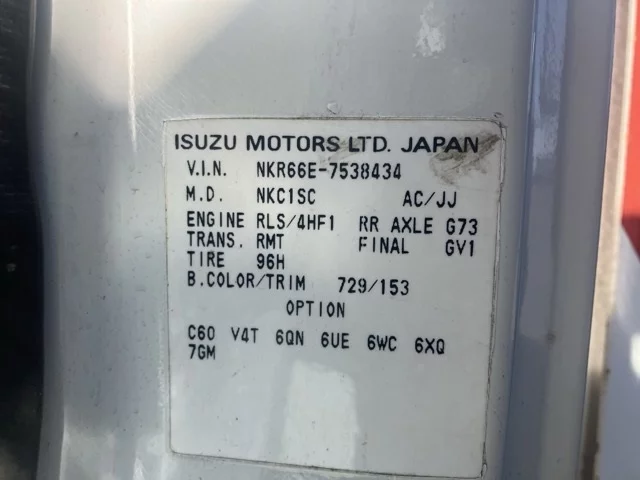 ISUZU MOTORS LTD. JAPAN
V.I.N. NKR66E-7538434
M.D. NKC1SC AC/JJ
ENGINE RLS/4HF1 RR AXLE G73
TRANS. RMT FINAL GV1
TIRE 96H
B.COLOR/TRIM 729/153
OPTION
C60 V4T 6QN 6UE 6WC 6XQ
7GM